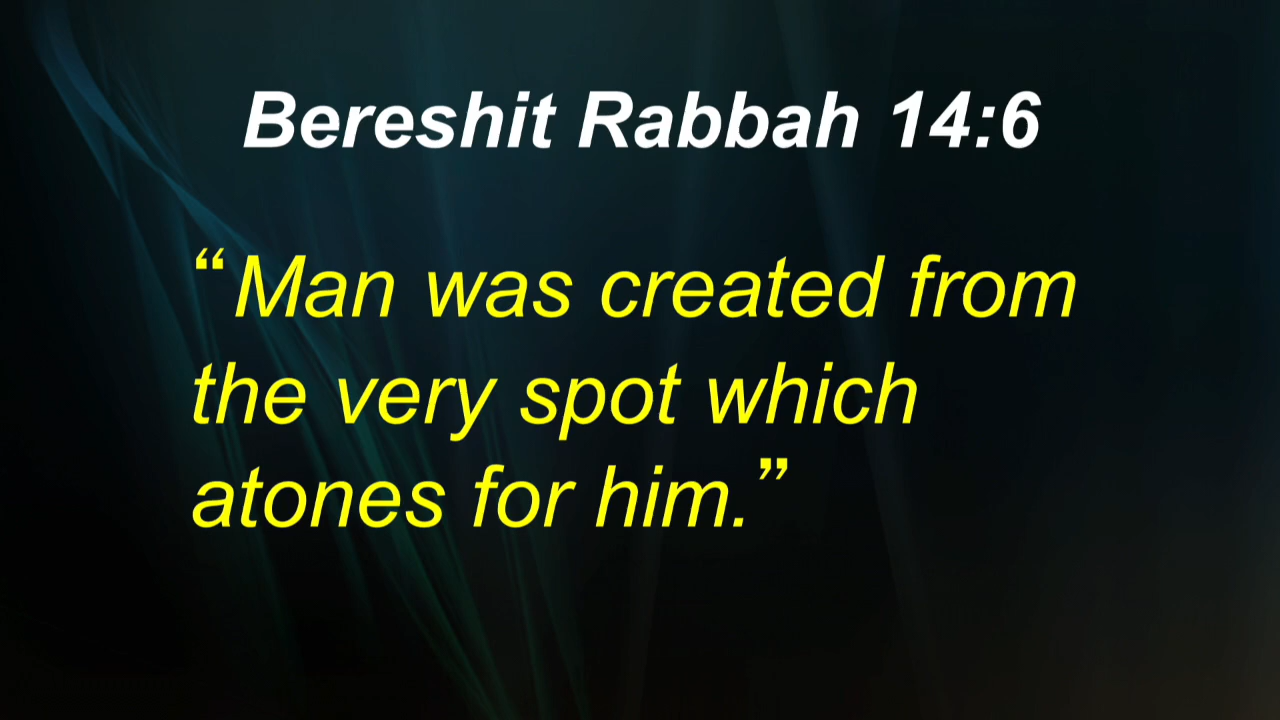 Bereshit Rabbah 14:6
“Man was created from
the very spot which
atones for him.”